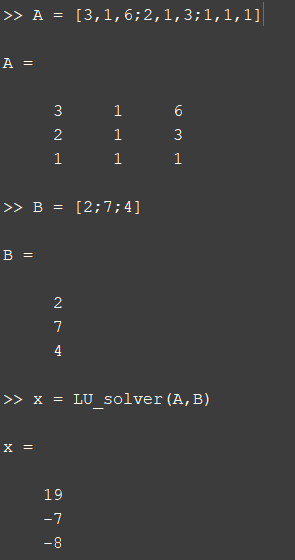 >> A = [3,1,6;2,1,3;1,1,1]
A =
3 1 6
2 1 3
1 1 1
>> B = [2;7;4]
B =
2
7
4
>> x = LU_solver(A,B)
x =
19
-7
-8